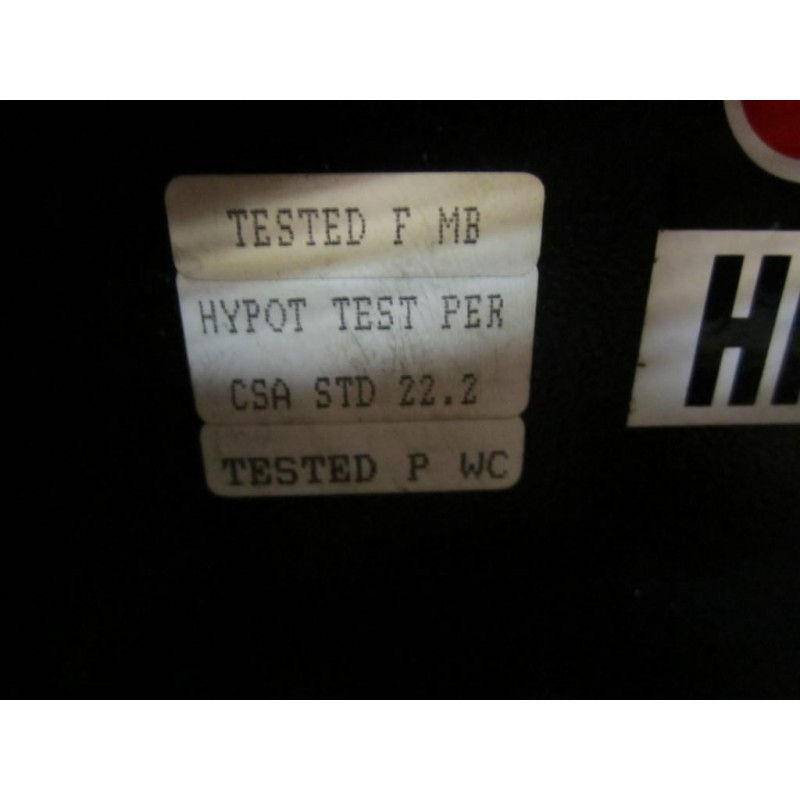 TESTED F MB
HYPOT TEST PER
CSA STD 22.2
TESTED P WC